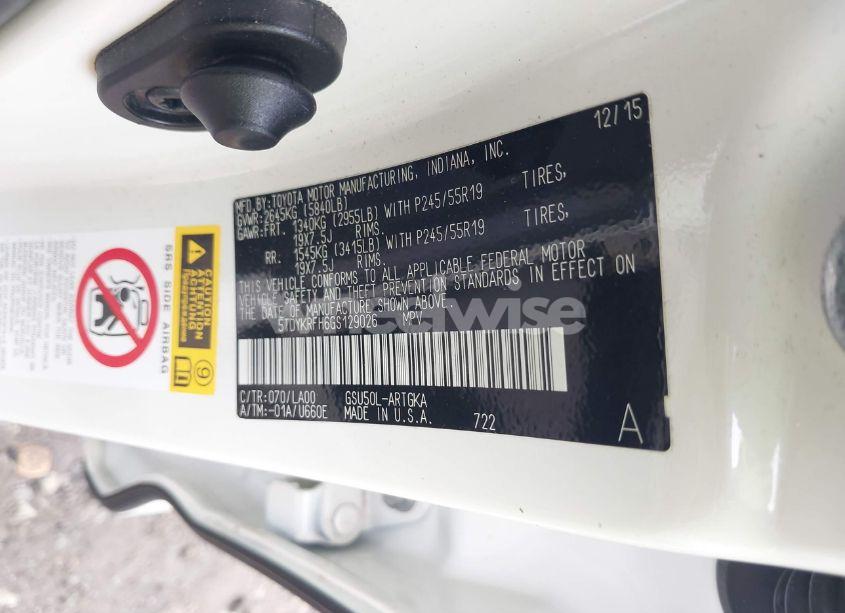 12/15
MFD.BY:TOYOTA MOTOR MANUFACTURING, INDIANA, INC.
GVWR:2645KG (5840LB)
GAWR:FRT. 1340KG (2955LB) WITH P245/55R19 TIRES,
19X7.5J RIMS.
RR. 1545KG (3415LB) WITH P245/55R19 TIRES,
19X7.5J RIMS.
THIS VEHICLE CONFORMS TO ALL APPLICABLE FEDERAL MOTOR
VEHICLE SAFETY AND THEFT PREVENTION STANDARDS IN EFFECT ON
THE DATE OF MANUFACTURE SHOWN ABOVE.
5TDYKRFH6GS129026 MPV
C/TR:070/LA00 GSU50L-ARTGKA
A/TM:-01A/U660E MADE IN U.S.A. 722
A
SRS SIDE AIRBAG
CAUTION
ATTENTION
9